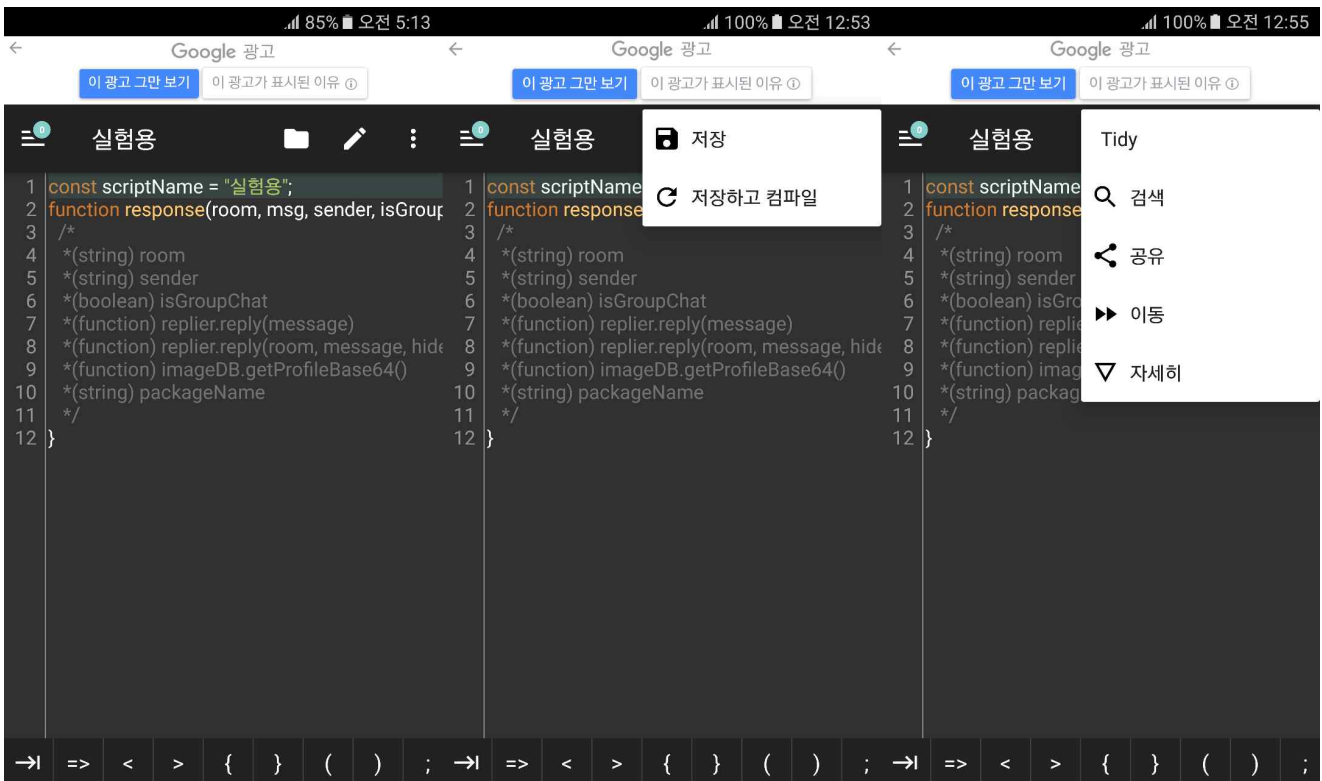 85% 오전 5:13
Google 광고
이 광고 그만 보기 이 광고가 표시된 이유
0
실험용
1 const scriptName = "실험용";
2 function response(room, msg, sender, isGroup
3 /*
4 *(string) room
5 *(string) sender
6 *(boolean) isGroupChat
7 *(function) replier.reply(message)
8 *(function) replier.reply(room, message, hide
9 *(function) imageDB.getProfileBase64()
10 *(string) packageName
11 */
12 }
=> < > { } ( ) ;
100% 오전 12:53
Google 광고
이 광고 그만 보기 이 광고가 표시된 이유
0
실험용
저장
저장하고 컴파일
1 const scriptName
2 function response
3 /*
4 *(string) room
5 *(string) sender
6 *(boolean) isGroupChat
7 *(function) replier.reply(message)
8 *(function) replier.reply(room, message, hide
9 *(function) imageDB.getProfileBase64()
10 *(string) packageName
11 */
12 }
=> < > { } ( ) ;
100% 오전 12:55
Google 광고
이 광고 그만 보기 이 광고가 표시된 이유
0
실험용
Tidy
검색
공유
이동
자세히
1 const scriptName
2 function response
3 /*
4 *(string) room
5 *(string) sender
6 *(boolean) isGro
7 *(function) replie
8 *(function) replie
9 *(function) imag
10 *(string) packag
11 */
12 }
=> < > { } ( ) ;